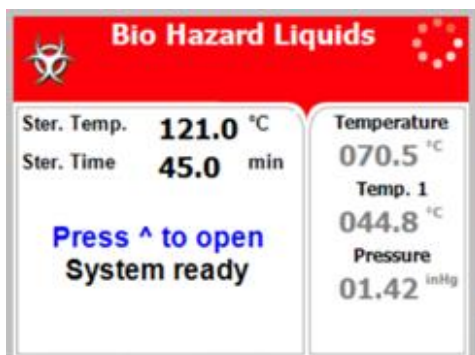 Bio Hazard Liquids
Ster. Temp. 121.0 °C
Ster. Time 45.0 min
Press ^ to open
System ready
Temperature
070.5 °C
Temp. 1
044.8 °C
Pressure
01.42 inHg